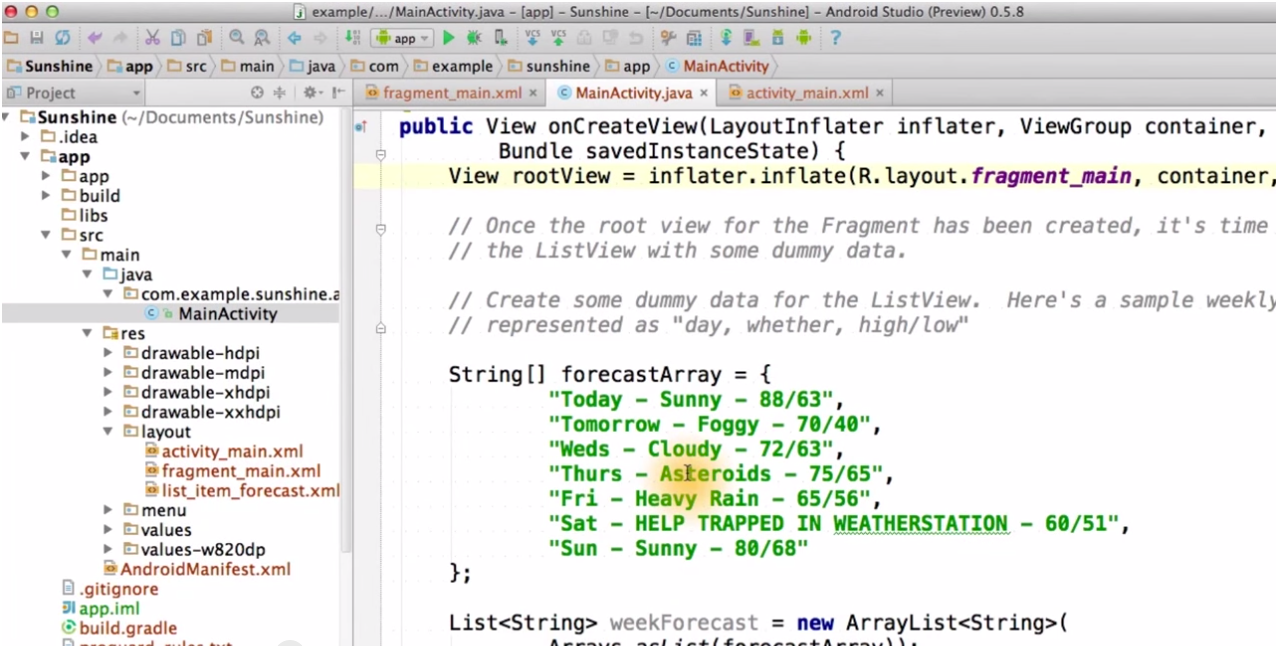 example/.../MainActivity.java - [app] - Sunshine - [~/Documents/Sunshine] - Android Studio (Preview) 0.5.8
app
VCS VCS
Sunshine app src main java com example sunshine app MainActivity
Project
fragment_main.xml MainActivity.java activity_main.xml
Sunshine (~/Documents/Sunshine)
.idea
app
app
build
libs
src
main
java
com.example.sunshine.a
MainActivity
res
drawable-hdpi
drawable-mdpi
drawable-xhdpi
drawable-xxhdpi
layout
activity_main.xml
fragment_main.xml
list_item_forecast.xml
menu
values
values-w820dp
AndroidManifest.xml
.gitignore
app.iml
build.gradle
public View onCreateView(LayoutInflater inflater, ViewGroup container,
Bundle savedInstanceState) {
View rootView = inflater.inflate(R.layout.fragment_main, container,
// Once the root view for the Fragment has been created, it's time
// the ListView with some dummy data.
// Create some dummy data for the ListView.  Here's a sample weekly
// represented as "day, whether, high/low"
String[] forecastArray = {
"Today - Sunny - 88/63",
"Tomorrow - Foggy - 70/40",
"Weds - Cloudy - 72/63",
"Thurs - Asteroids - 75/65",
"Fri - Heavy Rain - 65/56",
"Sat - HELP TRAPPED IN WEATHERSTATION - 60/51",
"Sun - Sunny - 80/68"
};
List<String> weekForecast = new ArrayList<String>(
Arrays.asList(forecastArray));